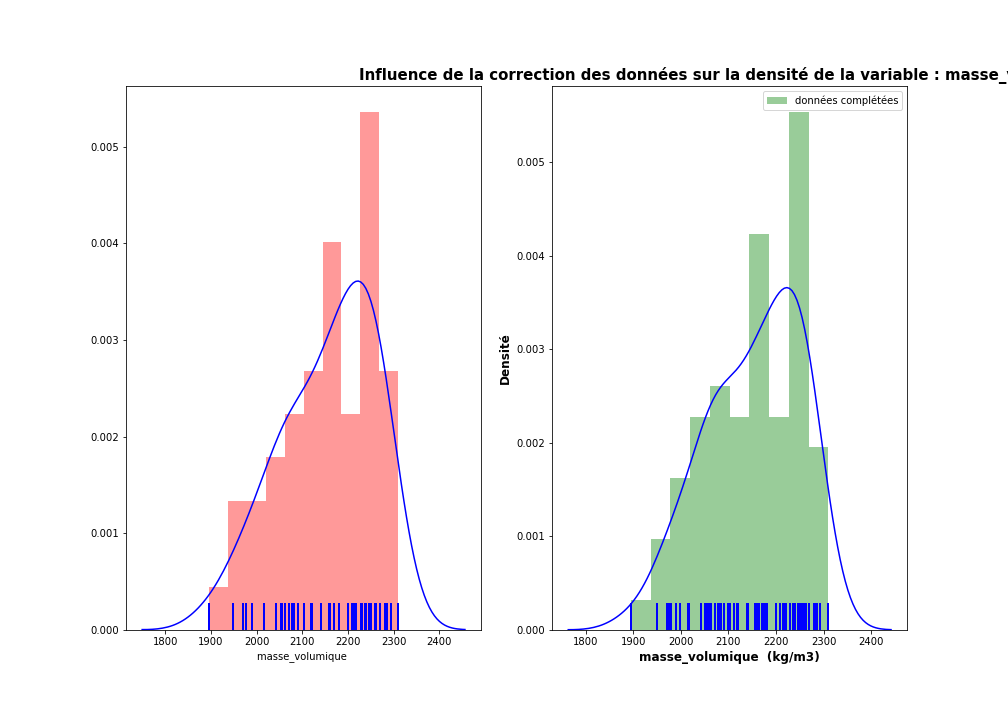 Influence de la correction des données sur la densité de la variable : masse_
données complétées
0.005
0.004
0.003
0.002
0.001
0.000
1800 1900 2000 2100 2200 2300 2400
masse_volumique
Densité
0.005
0.004
0.003
0.002
0.001
0.000
1800 1900 2000 2100 2200 2300 2400
masse_volumique (kg/m3)